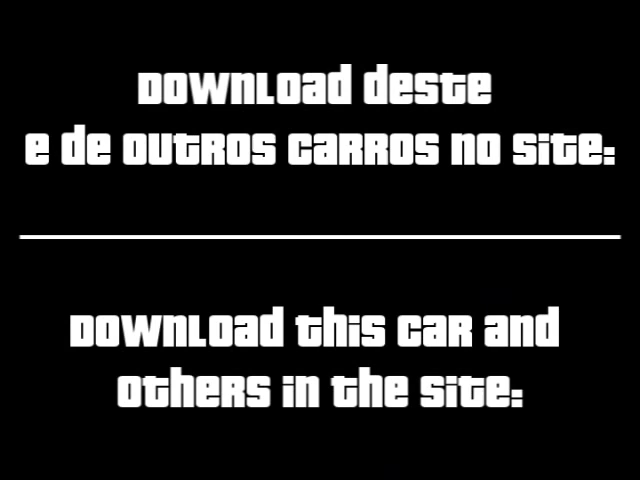 Download deste
e de outros carros no site:
Download this car and
others in the site: